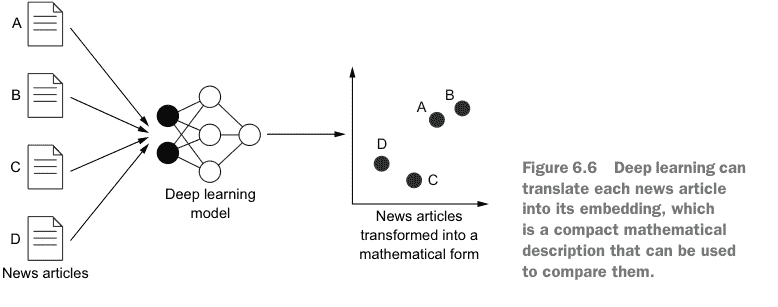 A
B
C
D
News articles
Deep learning
model
A
B
D
C
News articles
transformed into a
mathematical form
Figure 6.6 Deep learning can
translate each news article
into its embedding, which
is a compact mathematical
description that can be used
to compare them.